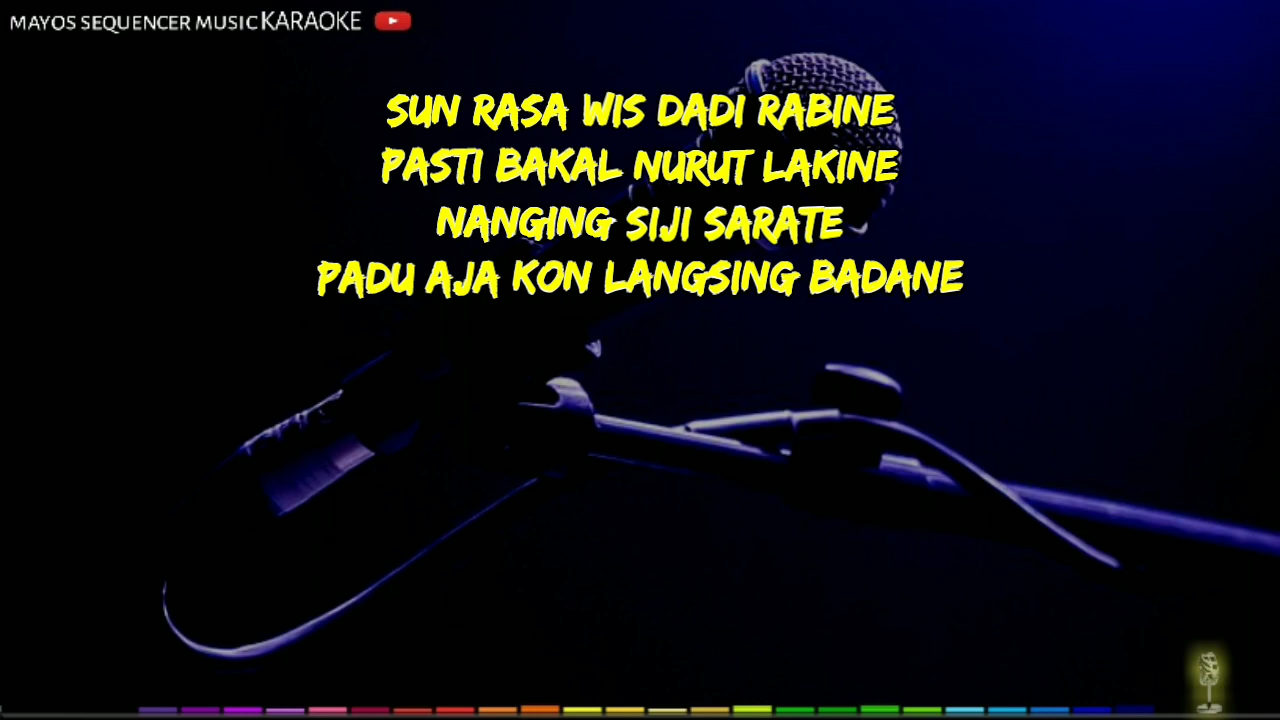 MAYOS SEQUENCER MUSIC KARAOKE
SUN RASA WIS DADI RABINE
PASTI BAKAL NURUT LAKINE
NANGING SIJI SARATE
PADU AJA KON LANGSING BADANE